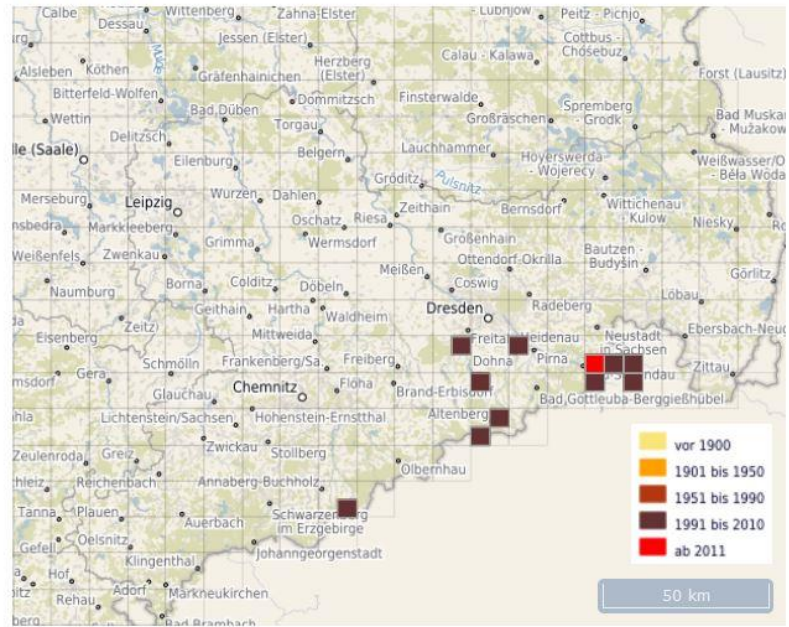 Calbe
Wittenberg
Zahna-Elster
Lübbenau
Peitz - Picnjo
Dessau
Jessen (Elster)
Cottbus -
Chóśebuz
Mulde
Herzberg
(Elster)
Calau - Kalawa
Forst (Lausitz)
Alsleben
Köthen
Gräfenhainichen
Bitterfeld-Wolfen
Dommitzsch
Finsterwalde
Spremberg
- Grodk
Wettin
Bad Düben
Torgau
Großräschen
Bad Muskau
- Mužakow
Delitzsch
Belgern
Lauchhammer
Hoyerswerda
- Wojerecy
Weißwasser/O
- Běła Woda
lle (Saale)
Eilenburg
Gröditz
Pulsnitz
Merseburg
Leipzig
Wurzen
Dahlen
Zeithain
Bernsdorf
Wittichenau
- Kulow
Oschatz
Riesa
Niesky
Markkleeberg
Wermsdorf
Großenhain
Grimma
Weißenfels
Zwenkau
Ottendorf-Okrilla
Bautzen -
Budyšin
Meißen
Naumburg
Borna
Colditz
Döbeln
Coswig
Görlitz
Geithain
Hartha
Waldheim
Dresden
Radeberg
Löbau
Zeitz
Mittweida
Freital
Heidenau
Neustadt
in Sachsen
Ebersbach-Neug
Eisenberg
Schmölln
Frankenberg/Sa.
Freiberg
Dohna
Pirna
Zittau
Gera
Chemnitz
Flöha
Brand-Erbisdorf
Glauchau
Bad Gottleuba-Berggießhübel
Lichtenstein/Sachsen
Hohenstein-Ernstthal
Altenberg
Zwickau
Stollberg
vor 1900
Zeulenroda
Greiz
Olbernhau
1901 bis 1950
Reichenbach
Annaberg-Buchholz
1951 bis 1990
Tanna
Plauen
Auerbach
Schwarzenberg
im Erzgebirge
1991 bis 2010
Gefell
Oelsnitz
Johanngeorgenstadt
ab 2011
Klingenthal
Hof
Adorf
Markneukirchen
50 km
Rehau
Bad Brambach